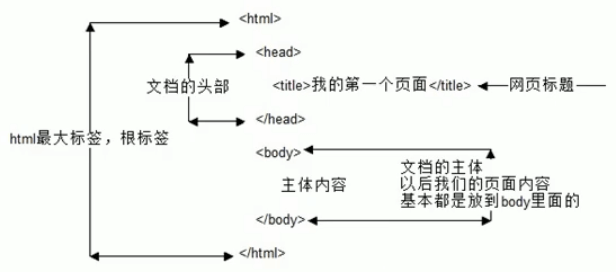 <html>
<head>
文档的头部
<title>我的第一个页面</title>
网页标题
</head>
html最大标签，根标签
<body>
文档的主体
主体内容
以后我们的页面内容
基本都是放到body里面的
</body>
</html>